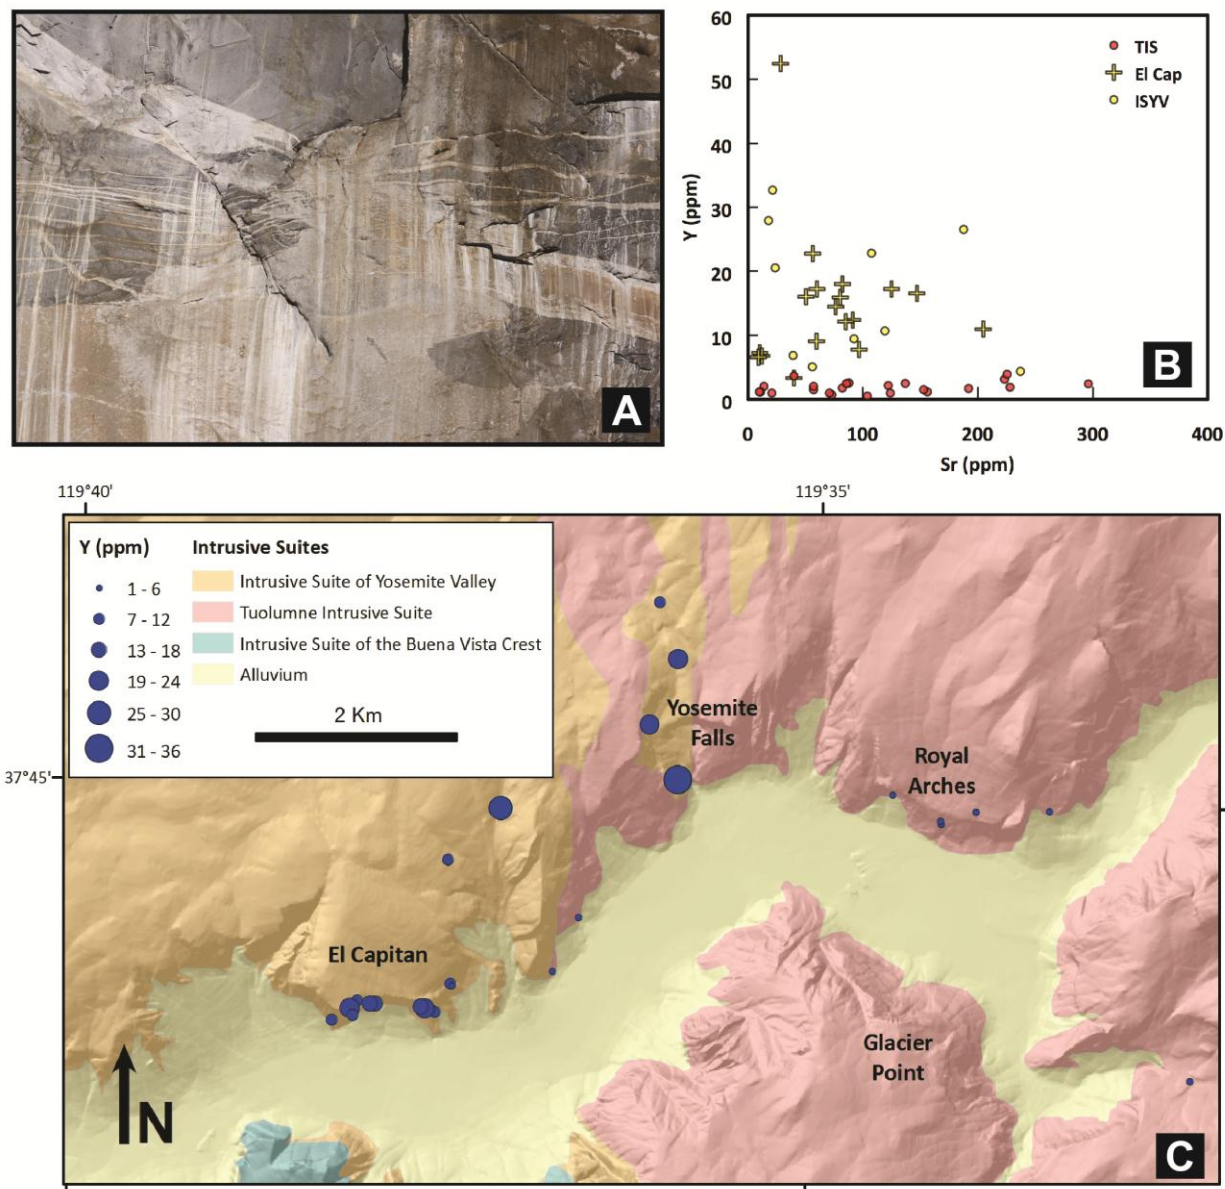 A
60
50
40
30
20
10
0
Y (ppm)
TIS
El Cap
ISYV
B
0 100 200 300 400
Sr (ppm)
119°40' 119°35'
37°45'
Y (ppm) Intrusive Suites
1 - 6
7 - 12
13 - 18
19 - 24
25 - 30
31 - 36
Intrusive Suite of Yosemite Valley
Tuolumne Intrusive Suite
Intrusive Suite of the Buena Vista Crest
Alluvium
2 Km
Yosemite
Falls
Royal
Arches
El Capitan
Glacier
Point
N
C